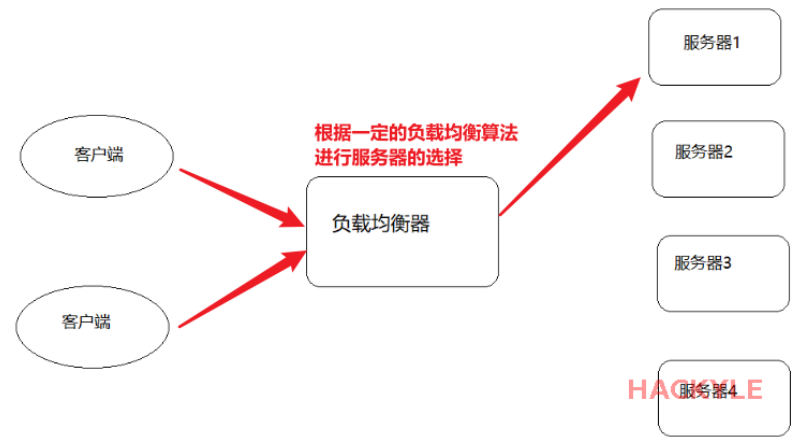 服务器1
根据一定的负载均衡算法
进行服务器的选择
客户端
服务器2
负载均衡器
服务器3
客户端
服务器4
HACKYLE